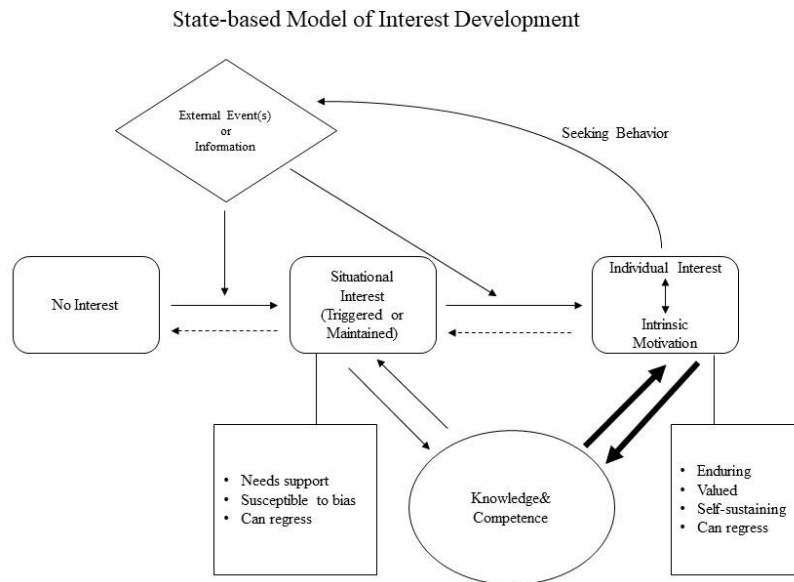 State-based Model of Interest Development
External Event(s)
or
Information
Seeking Behavior
No Interest
Situational
Interest
(Triggered or
Maintained)
Individual Interest
Intrinsic
Motivation
• Needs support
• Susceptible to bias
• Can regress
Knowledge&
Competence
• Enduring
• Valued
• Self-sustaining
• Can regress